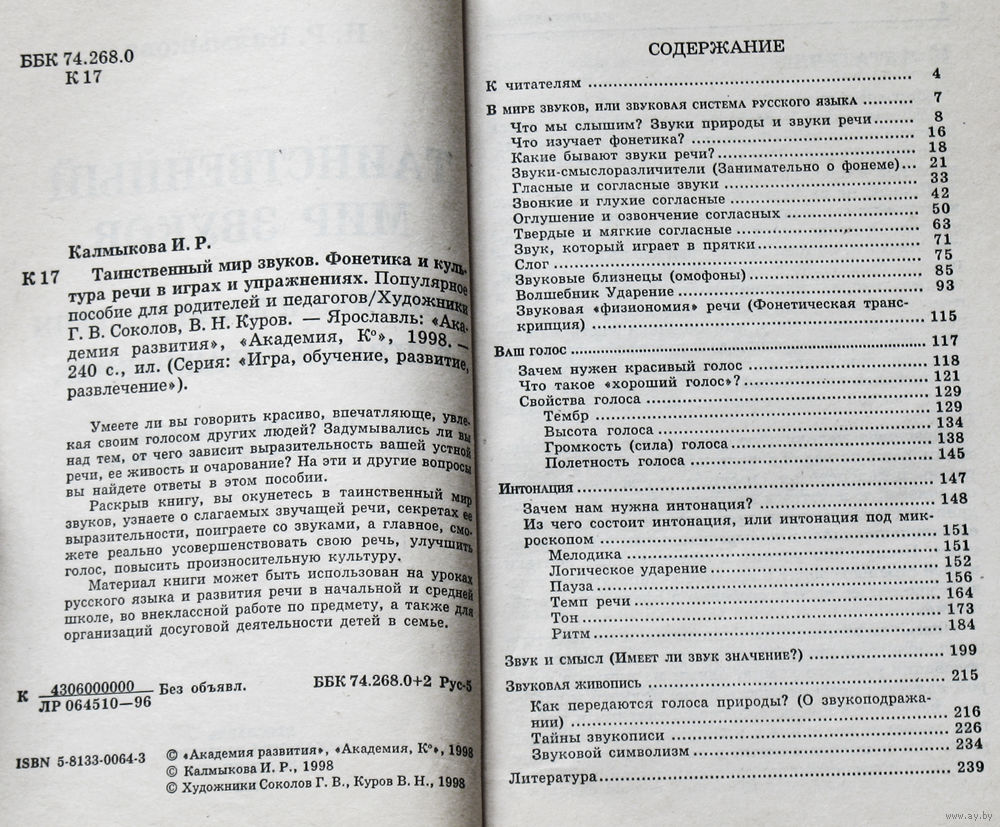 ББК 74.268.0
К 17
Калмыкова И. Р.
К 17 Таинственный мир звуков. Фонетика и куль-
тура речи в играх и упражнениях. Популярное
пособие для родителей и педагогов/Художники
Г. В. Соколов, В. Н. Куров. — Ярославль: «Ака-
демия развития», «Академия, К°», 1998. —
240 с., ил. (Серия: «Игра, обучение, развитие,
развлечение»).
Умеете ли вы говорить красиво, впечатляюще, увле-
кая своим голосом других людей? Задумывались ли вы
над тем, от чего зависит выразительность вашей устной
речи, ее живость и очарование? На эти и другие вопросы
вы найдете ответы в этом пособии.
Раскрыв книгу, вы окунетесь в таинственный мир
звуков, узнаете о слагаемых звучащей речи, секретах ее
выразительности, поиграете со звуками, а главное, смо-
жете реально усовершенствовать свою речь, улучшить
голос, повысить произносительную культуру.
Материал книги может быть использован на уроках
русского языка и развития речи в начальной и средней
школе, во внеклассной работе по предмету, а также для
организаций досуговой деятельности детей в семье.
К 4306000000 Без объявл. ББК 74.268.0+2 Рус-5
ЛР 064510—96
ISBN 5-8133-0064-3
© «Академия развития», «Академия, К°», 1998
© Калмыкова И. Р., 1998
© Художники Соколов Г. В., Куров В. Н., 1998
СОДЕРЖАНИЕ
К читателям 4
В МИРЕ ЗВУКОВ, ИЛИ ЗВУКОВАЯ СИСТЕМА РУССКОГО ЯЗЫКА 7
Что мы слышим? Звуки природы и звуки речи 8
Что изучает фонетика? 16
Какие бывают звуки речи? 18
Звуки-смыслоразличители (Занимательно о фонеме) 21
Гласные и согласные звуки 33
Звонкие и глухие согласные 42
Оглушение и озвончение согласных 50
Твердые и мягкие согласные 63
Звук, который играет в прятки 71
Слог 75
Звуковые близнецы (омофоны) 85
Волшебник Ударение 93
Звуковая «физиономия» речи (Фонетическая транс-
крипция) 115
ВАШ ГОЛОС 117
Зачем нужен красивый голос 118
Что такое «хороший голос»? 121
Свойства голоса 129
Тембр 129
Высота голоса 134
Громкость (сила) голоса 138
Полетность голоса 145
ИНТОНАЦИЯ 147
Зачем нам нужна интонация? 148
Из чего состоит интонация, или интонация под мик-
роскопом 151
Мелодика 151
Логическое ударение 152
Пауза 156
Темп речи 164
Тон 173
Ритм 184
ЗВУК И СМЫСЛ (ИМЕЕТ ЛИ ЗВУК ЗНАЧЕНИЕ?) 199
ЗВУКОВАЯ ЖИВОПИСЬ 215
Как передаются голоса природы? (О звукоподража-
нии) 216
Тайны звукописи 226
Звуковой символизм 234
Литература 239
www.ay.by